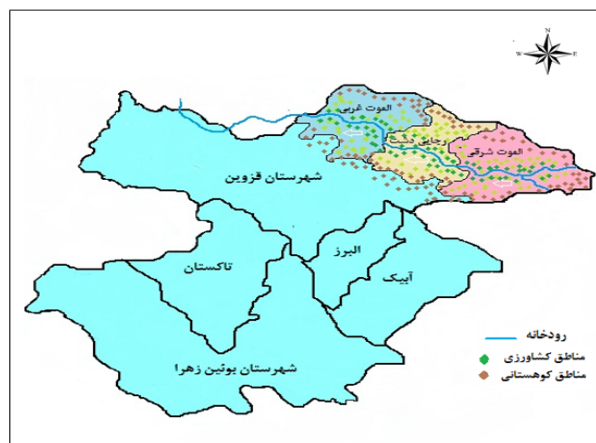 N
W
E
S
الموت غربی
رجایی دشت
الموت شرقی
شهرستان قزوین
البرز
تاکستان
آبیک
شهرستان بوئین زهرا
رودخانه
مناطق کشاورزی
مناطق کوهستانی